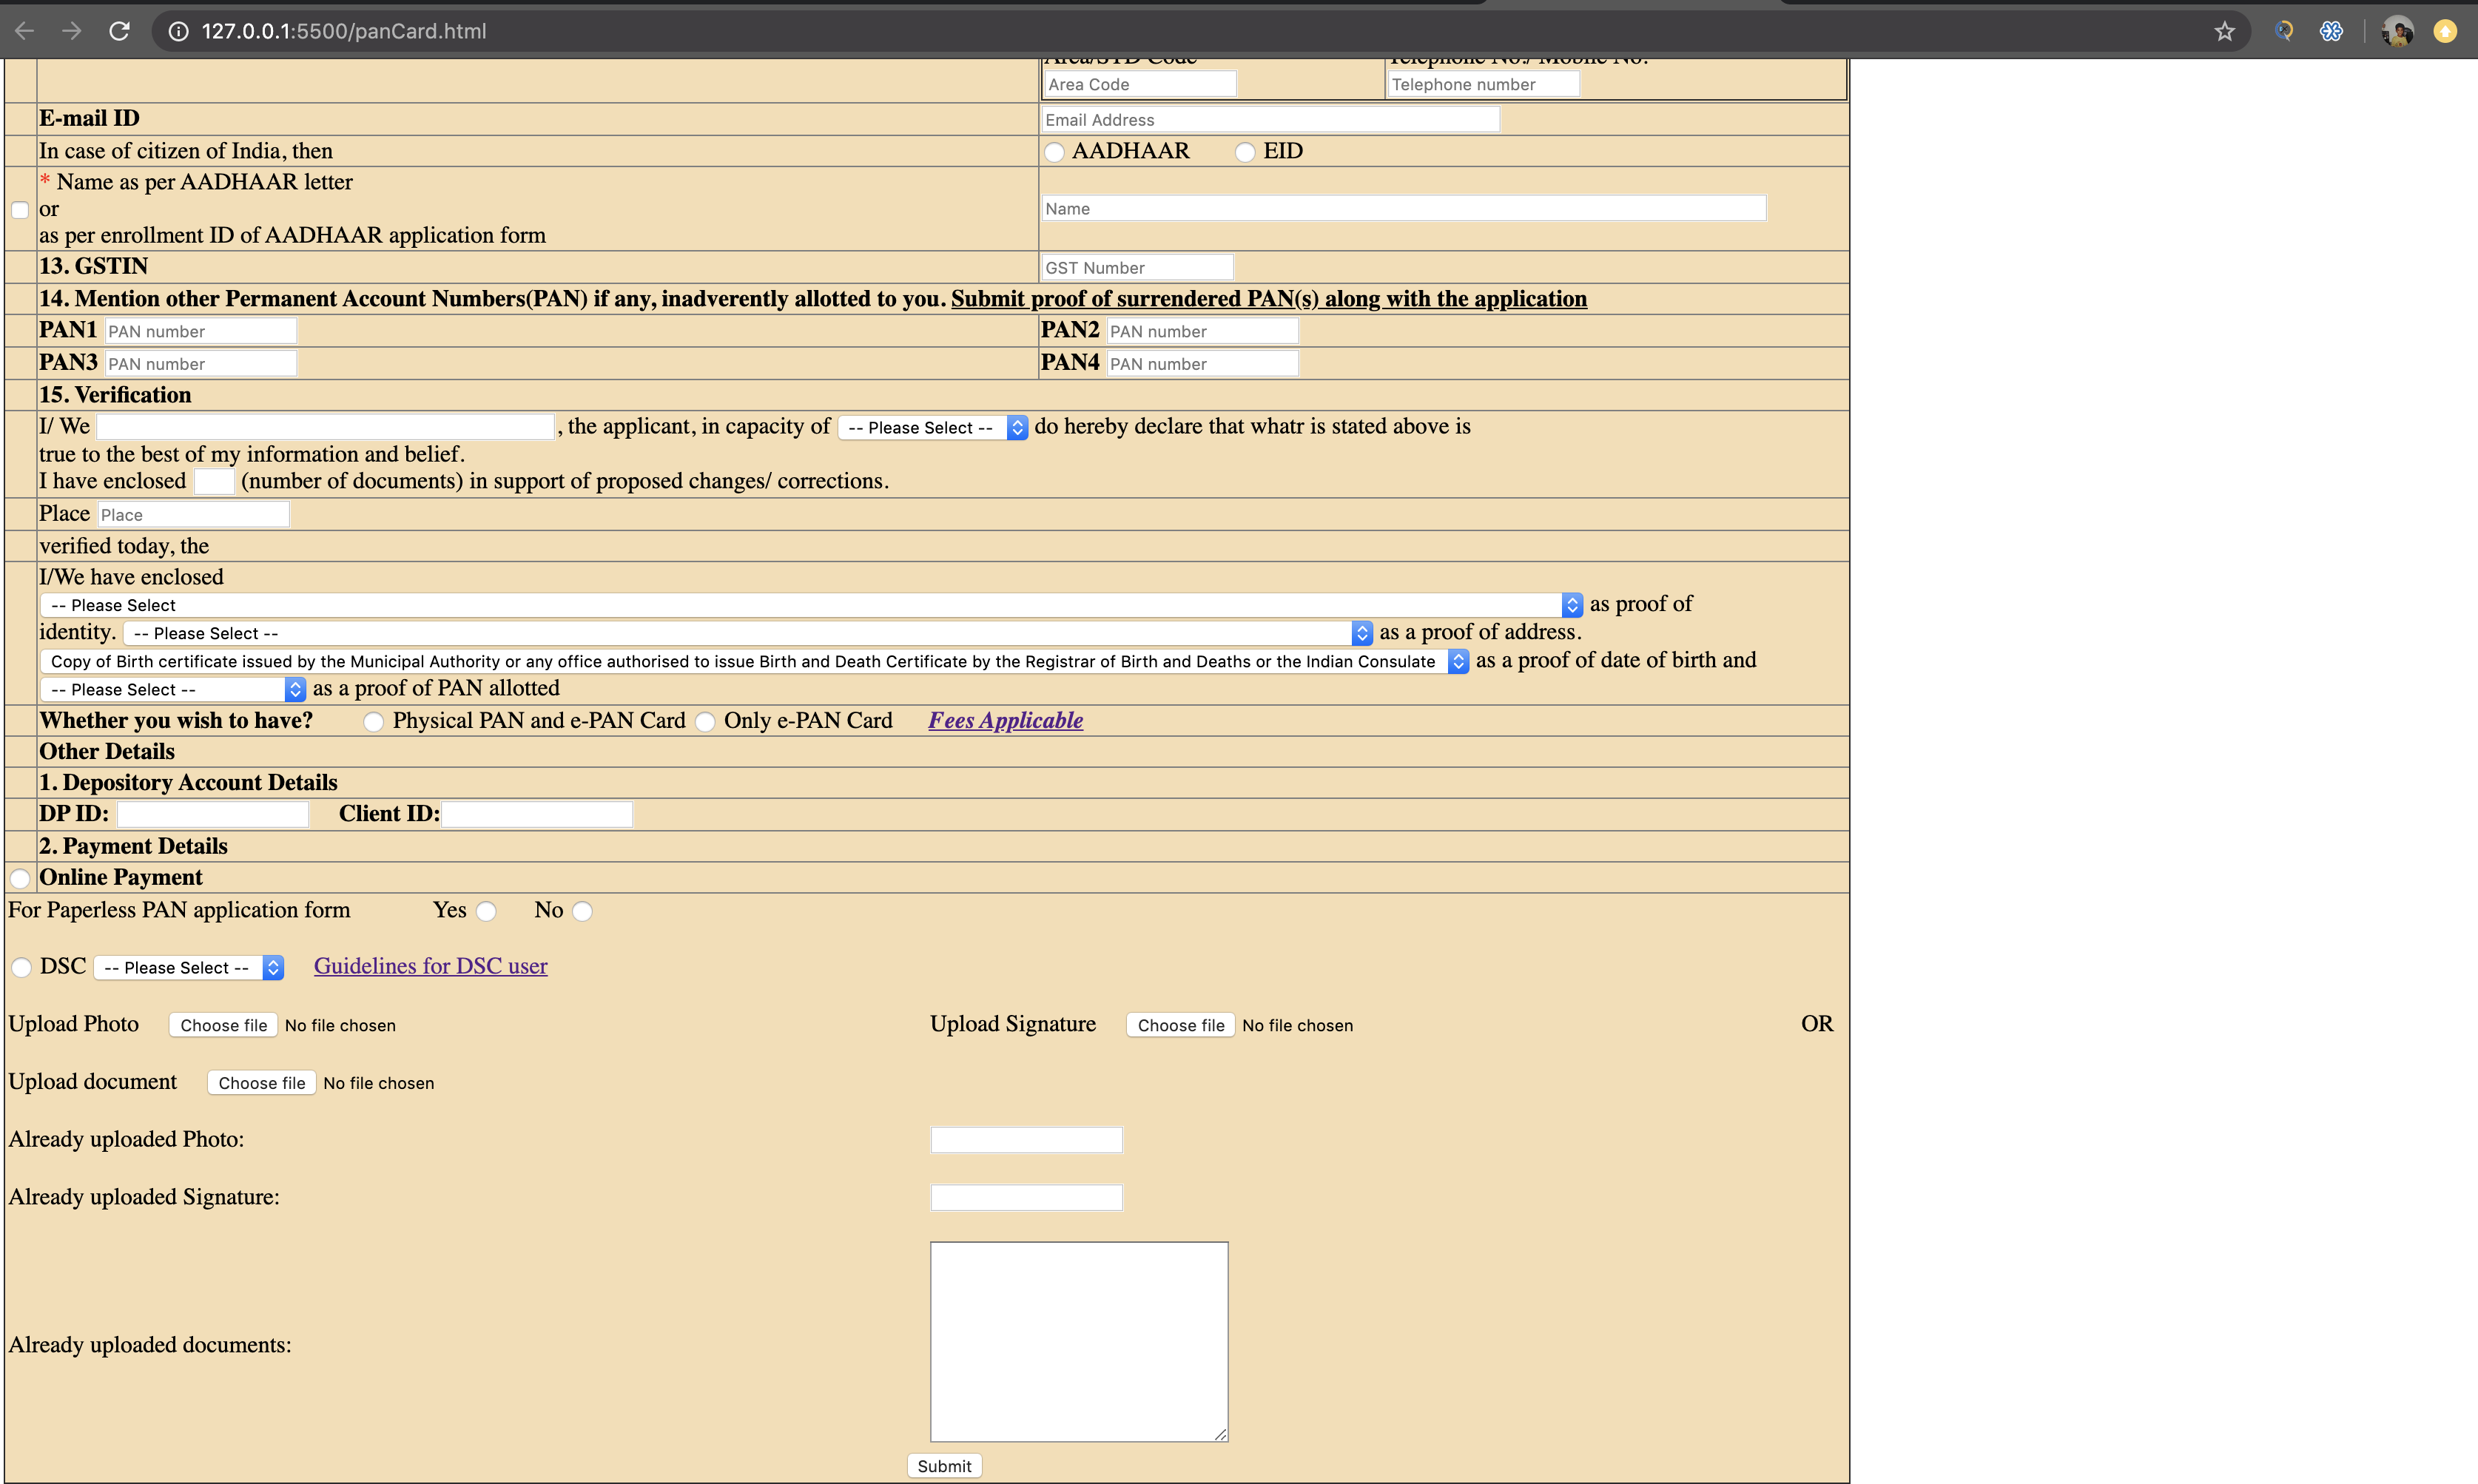 127.0.0.1:5500/panCard.html
Area/STD Code Telephone No./ Mobile No.
Area Code Telephone number
E-mail ID Email Address
In case of citizen of India, then AADHAAR EID
* Name as per AADHAAR letter
or Name
as per enrollment ID of AADHAAR application form
13. GSTIN GST Number
14. Mention other Permanent Account Numbers(PAN) if any, inadverently allotted to you. Submit proof of surrendered PAN(s) along with the application
PAN1 PAN number PAN2 PAN number
PAN3 PAN number PAN4 PAN number
15. Verification
I/ We , the applicant, in capacity of -- Please Select -- do hereby declare that whatr is stated above is
true to the best of my information and belief.
I have enclosed (number of documents) in support of proposed changes/ corrections.
Place Place
verified today, the
I/We have enclosed
-- Please Select as proof of
identity. -- Please Select -- as a proof of address.
Copy of Birth certificate issued by the Municipal Authority or any office authorised to issue Birth and Death Certificate by the Registrar of Birth and Deaths or the Indian Consulate as a proof of date of birth and
-- Please Select -- as a proof of PAN allotted
Whether you wish to have? Physical PAN and e-PAN Card Only e-PAN Card Fees Applicable
Other Details
1. Depository Account Details
DP ID: Client ID:
2. Payment Details
Online Payment
For Paperless PAN application form Yes No
DSC -- Please Select -- Guidelines for DSC user
Upload Photo Choose file No file chosen Upload Signature Choose file No file chosen OR
Upload document Choose file No file chosen
Already uploaded Photo:
Already uploaded Signature:
Already uploaded documents:
Submit